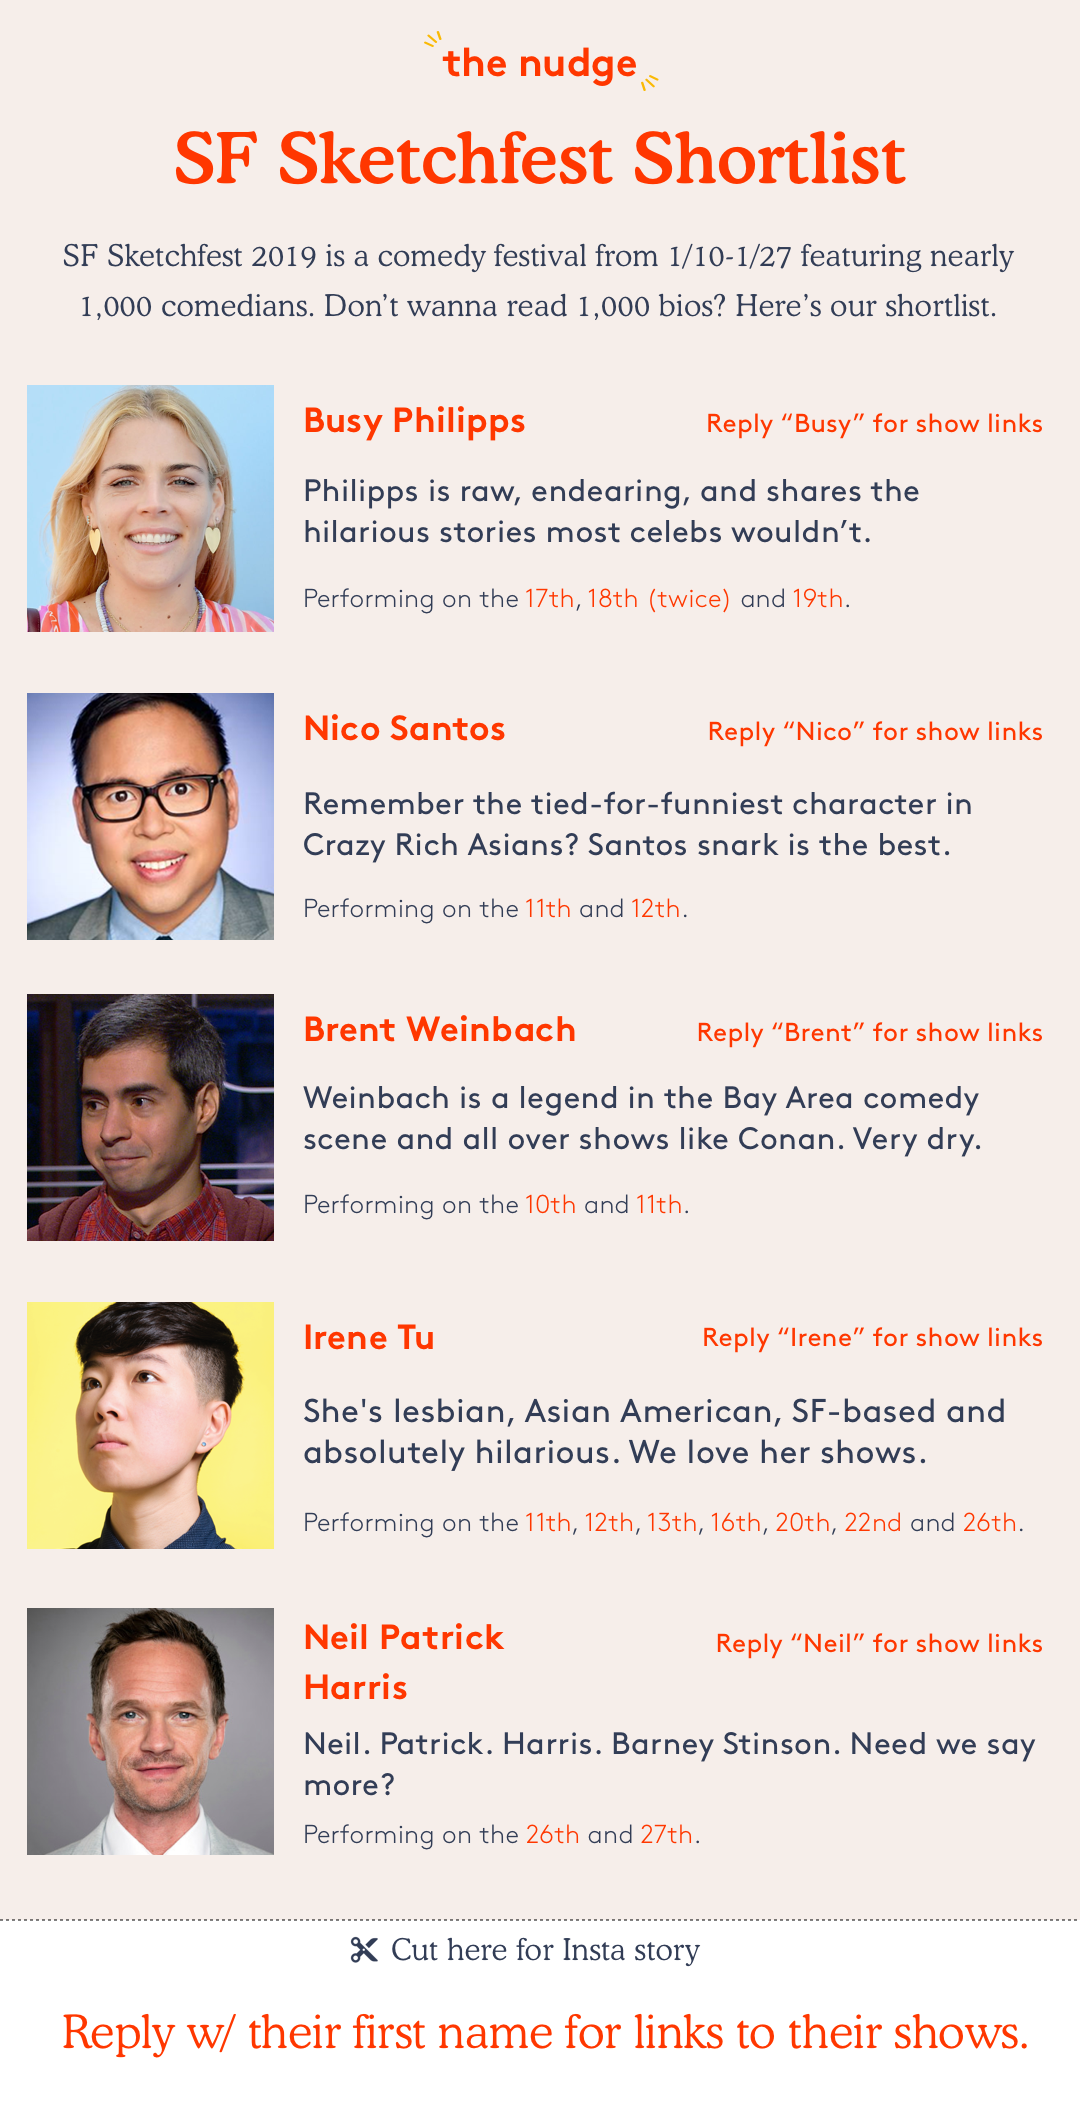 the nudge
SF Sketchfest Shortlist
SF Sketchfest 2019 is a comedy festival from 1/10-1/27 featuring nearly
1,000 comedians. Don’t wanna read 1,000 bios? Here’s our shortlist.
Busy Philipps
Reply “Busy” for show links
Philipps is raw, endearing, and shares the
hilarious stories most celebs wouldn’t.
Performing on the 17th, 18th (twice) and 19th.
Nico Santos
Reply “Nico” for show links
Remember the tied-for-funniest character in
Crazy Rich Asians? Santos snark is the best.
Performing on the 11th and 12th.
Brent Weinbach
Reply “Brent” for show links
Weinbach is a legend in the Bay Area comedy
scene and all over shows like Conan. Very dry.
Performing on the 10th and 11th.
Irene Tu
Reply “Irene” for show links
She's lesbian, Asian American, SF-based and
absolutely hilarious. We love her shows.
Performing on the 11th, 12th, 13th, 16th, 20th, 22nd and 26th.
Neil Patrick
Harris
Reply “Neil” for show links
Neil. Patrick. Harris. Barney Stinson. Need we say
more?
Performing on the 26th and 27th.
Cut here for Insta story
Reply w/ their first name for links to their shows.